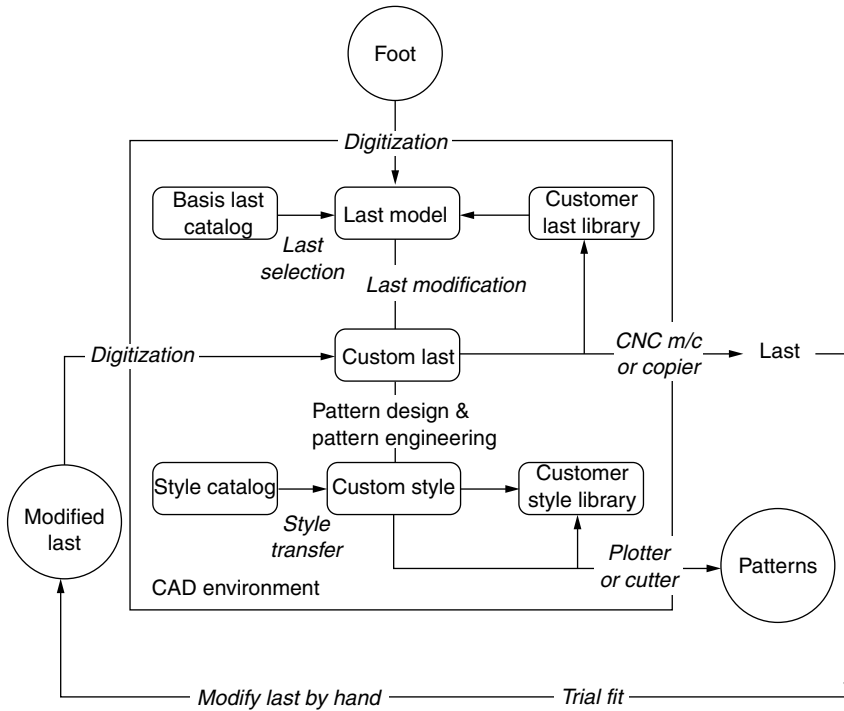 Foot
Digitization
Basis last
catalog
Last model
Customer
last library
Last
selection
Last modification
Digitization
Custom last
CNC m/c
or copier
Last
Pattern design &
pattern engineering
Style catalog
Custom style
Customer
style library
Modified
last
Style
transfer
Plotter
or cutter
Patterns
CAD environment
Modify last by hand
Trial fit